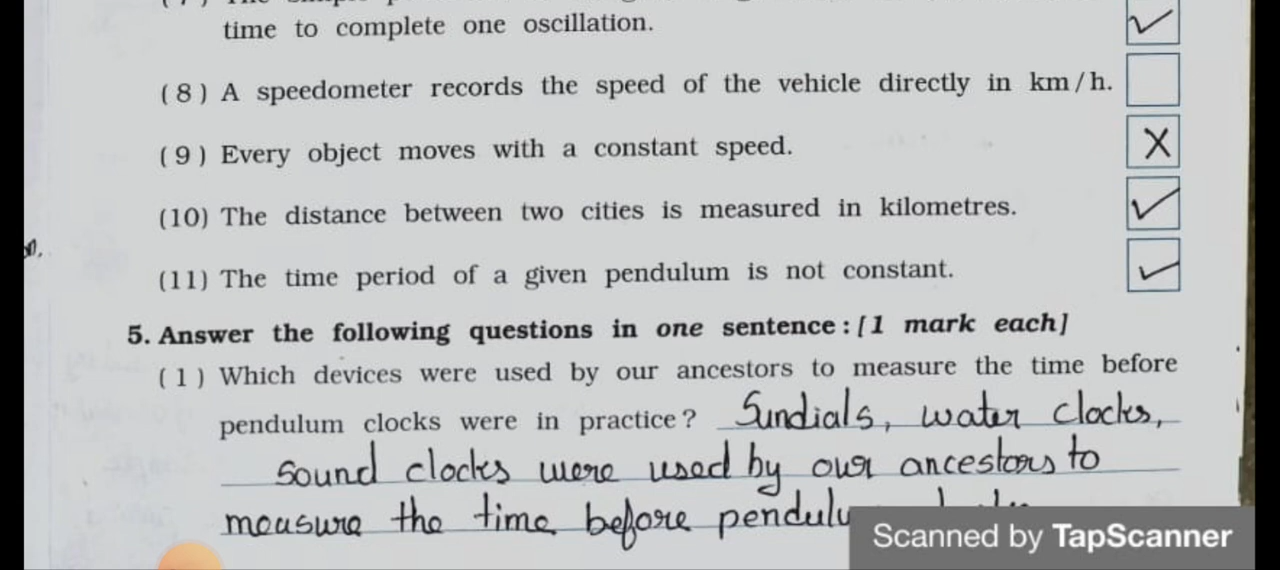 time to complete one oscillation. ✓
(8) A speedometer records the speed of the vehicle directly in km/h.
(9) Every object moves with a constant speed. X
(10) The distance between two cities is measured in kilometres. ✓
(11) The time period of a given pendulum is not constant. ✓
5. Answer the following questions in one sentence : [1 mark each]
(1) Which devices were used by our ancestors to measure the time before
pendulum clocks were in practice? Sundials, water clocks,
sound clocks were used by our ancestors to
measure the time before
Scanned by TapScanner